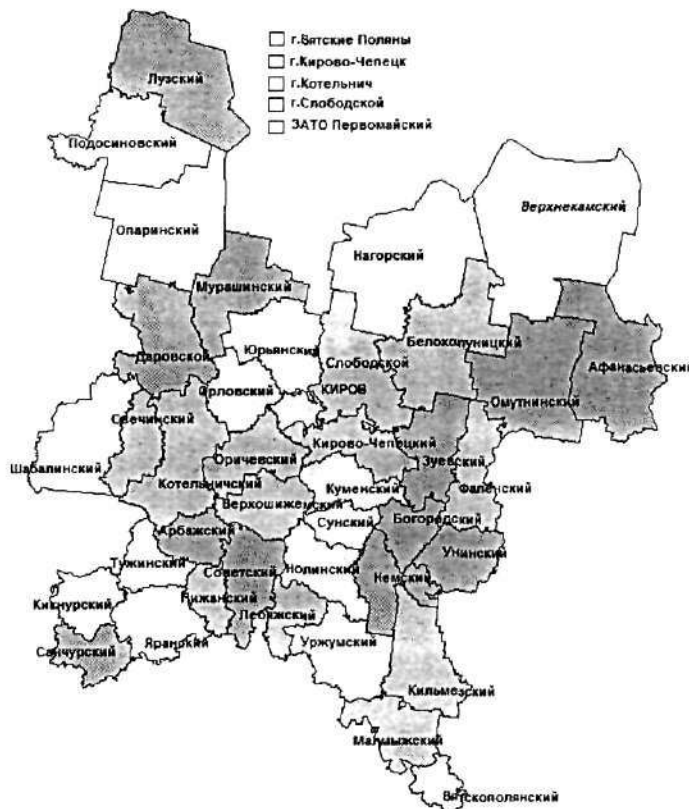 г.Вятские Поляны
г.Кирово-Чепецк
г.Котельнич
г.Слободской
ЗАТО Первомайский
Лузский
Подосиновский
Верхнекамский
Опаринский
Нагорский
Мурашинский
Белохолуницкий
Юрьянский
Даровской
Слободской
Афанасьевский
Орловский
КИРОВ
Омутнинский
Свечинский
Кирово-Чепецкий
Оричевский
Зуевский
Шабалинский
Котельничский
Куменский
Фаленский
Верхошижемский
Богородский
Сунский
Арбажский
Унинский
Тужинский
Советский
Нолинский
Немский
Кикнурский
Пижанский
Лебяжский
Яранский
Уржумский
Санчурский
Кильмезский
Малмыжский
Вятскополянский